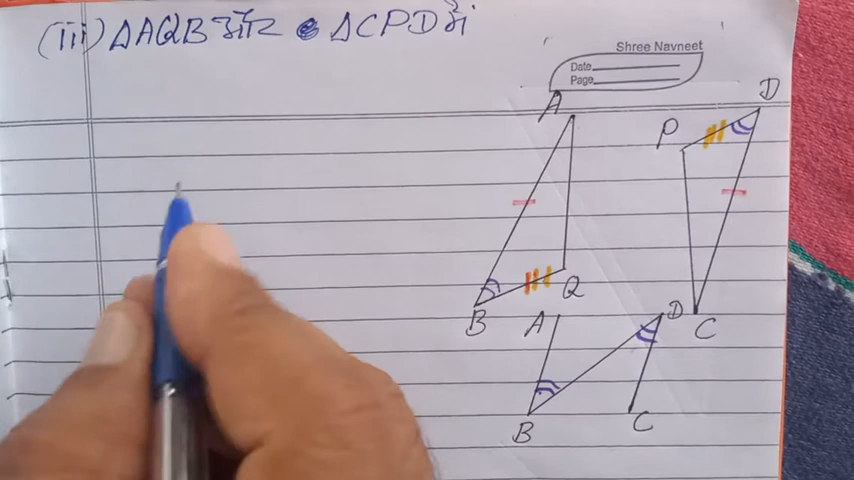 (iii) ΔAQB और ΔCPD में
Shree Navneet
Date
Page
A
D
P
Q
B
C
A
D
B
C